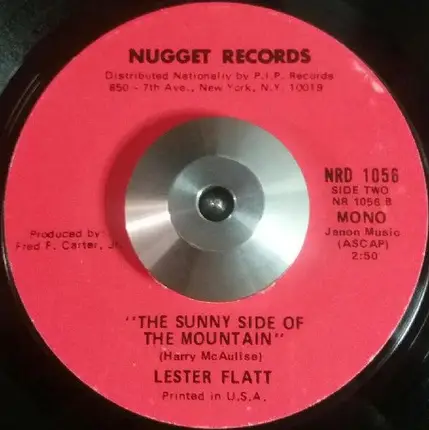 NUGGET RECORDS
Distributed Nationally by P.I.P. Records
850 - 7th Ave., New York, N.Y. 10019
NRD 1056
SIDE TWO
NR 1056 B
MONO
Janon Music
(ASCAP)
2:50
Produced by
Fred F. Carter, Jr.
"THE SUNNY SIDE OF
THE MOUNTAIN"
(Harry McAulise)
LESTER FLATT
Printed in U.S.A.